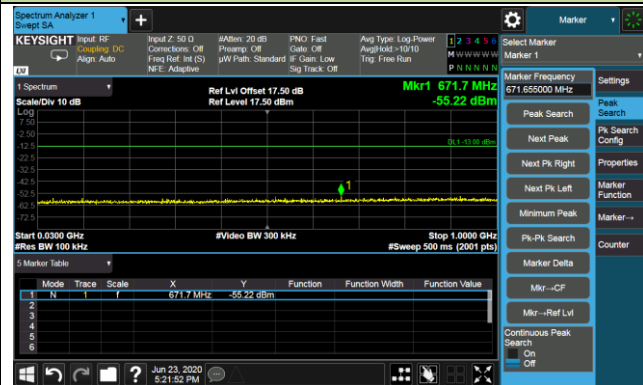 Spectrum Analyzer 1
Swept SA
Marker
KEYSIGHT
Input: RF
Coupling: DC
Align: Auto
Input Z: 50 Ω
Corrections: Off
Freq Ref: Int (S)
NFE: Adaptive
#Atten: 20 dB
Preamp: Off
µW Path: Standard
PNO: Fast
Gate: Off
IF Gain: Low
Sig Track: Off
Avg Type: Log-Power
Avg|Hold: >10/10
Trig: Free Run
1 2 3 4 5 6
M W W W W W
P N N N N N
LXI
Select Marker
Marker 1
1 Spectrum
Scale/Div 10 dB
Log
Ref Lvl Offset 17.50 dB
Ref Level 17.50 dBm
Mkr1 671.7 MHz
-55.22 dBm
7.50
-2.50
-12.5
-22.5
-32.5
-42.5
-52.5
-62.5
-72.5
DL1 -13.00 dBm
1
Start 0.0300 GHz
#Res BW 100 kHz
#Video BW 300 kHz
Stop 1.0000 GHz
#Sweep 500 ms (2001 pts)
5 Marker Table
Mode Trace Scale X Y Function Function Width Function Value
1 N 1 f 671.7 MHz -55.22 dBm
2
3
4
5
6
Marker Frequency
671.655000 MHz
Peak Search
Next Peak
Next Pk Right
Next Pk Left
Minimum Peak
Pk-Pk Search
Marker Delta
Mkr→CF
Mkr→Ref Lvl
Continuous Peak
Search
On
Off
Settings
Peak
Search
Pk Search
Config
Properties
Marker
Function
Marker→
Counter
?
Jun 23, 2020
5:21:52 PM